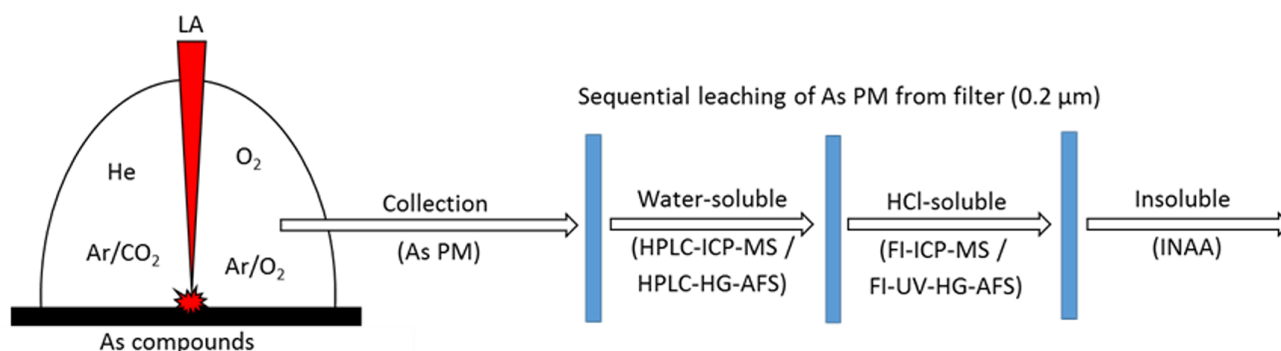 LA
He
O₂
Ar/CO₂
Ar/O₂
As compounds
Collection
(As PM)
Sequential leaching of As PM from filter (0.2 µm)
Water-soluble
(HPLC-ICP-MS /
HPLC-HG-AFS)
HCl-soluble
(FI-ICP-MS /
FI-UV-HG-AFS)
Insoluble
(INAA)